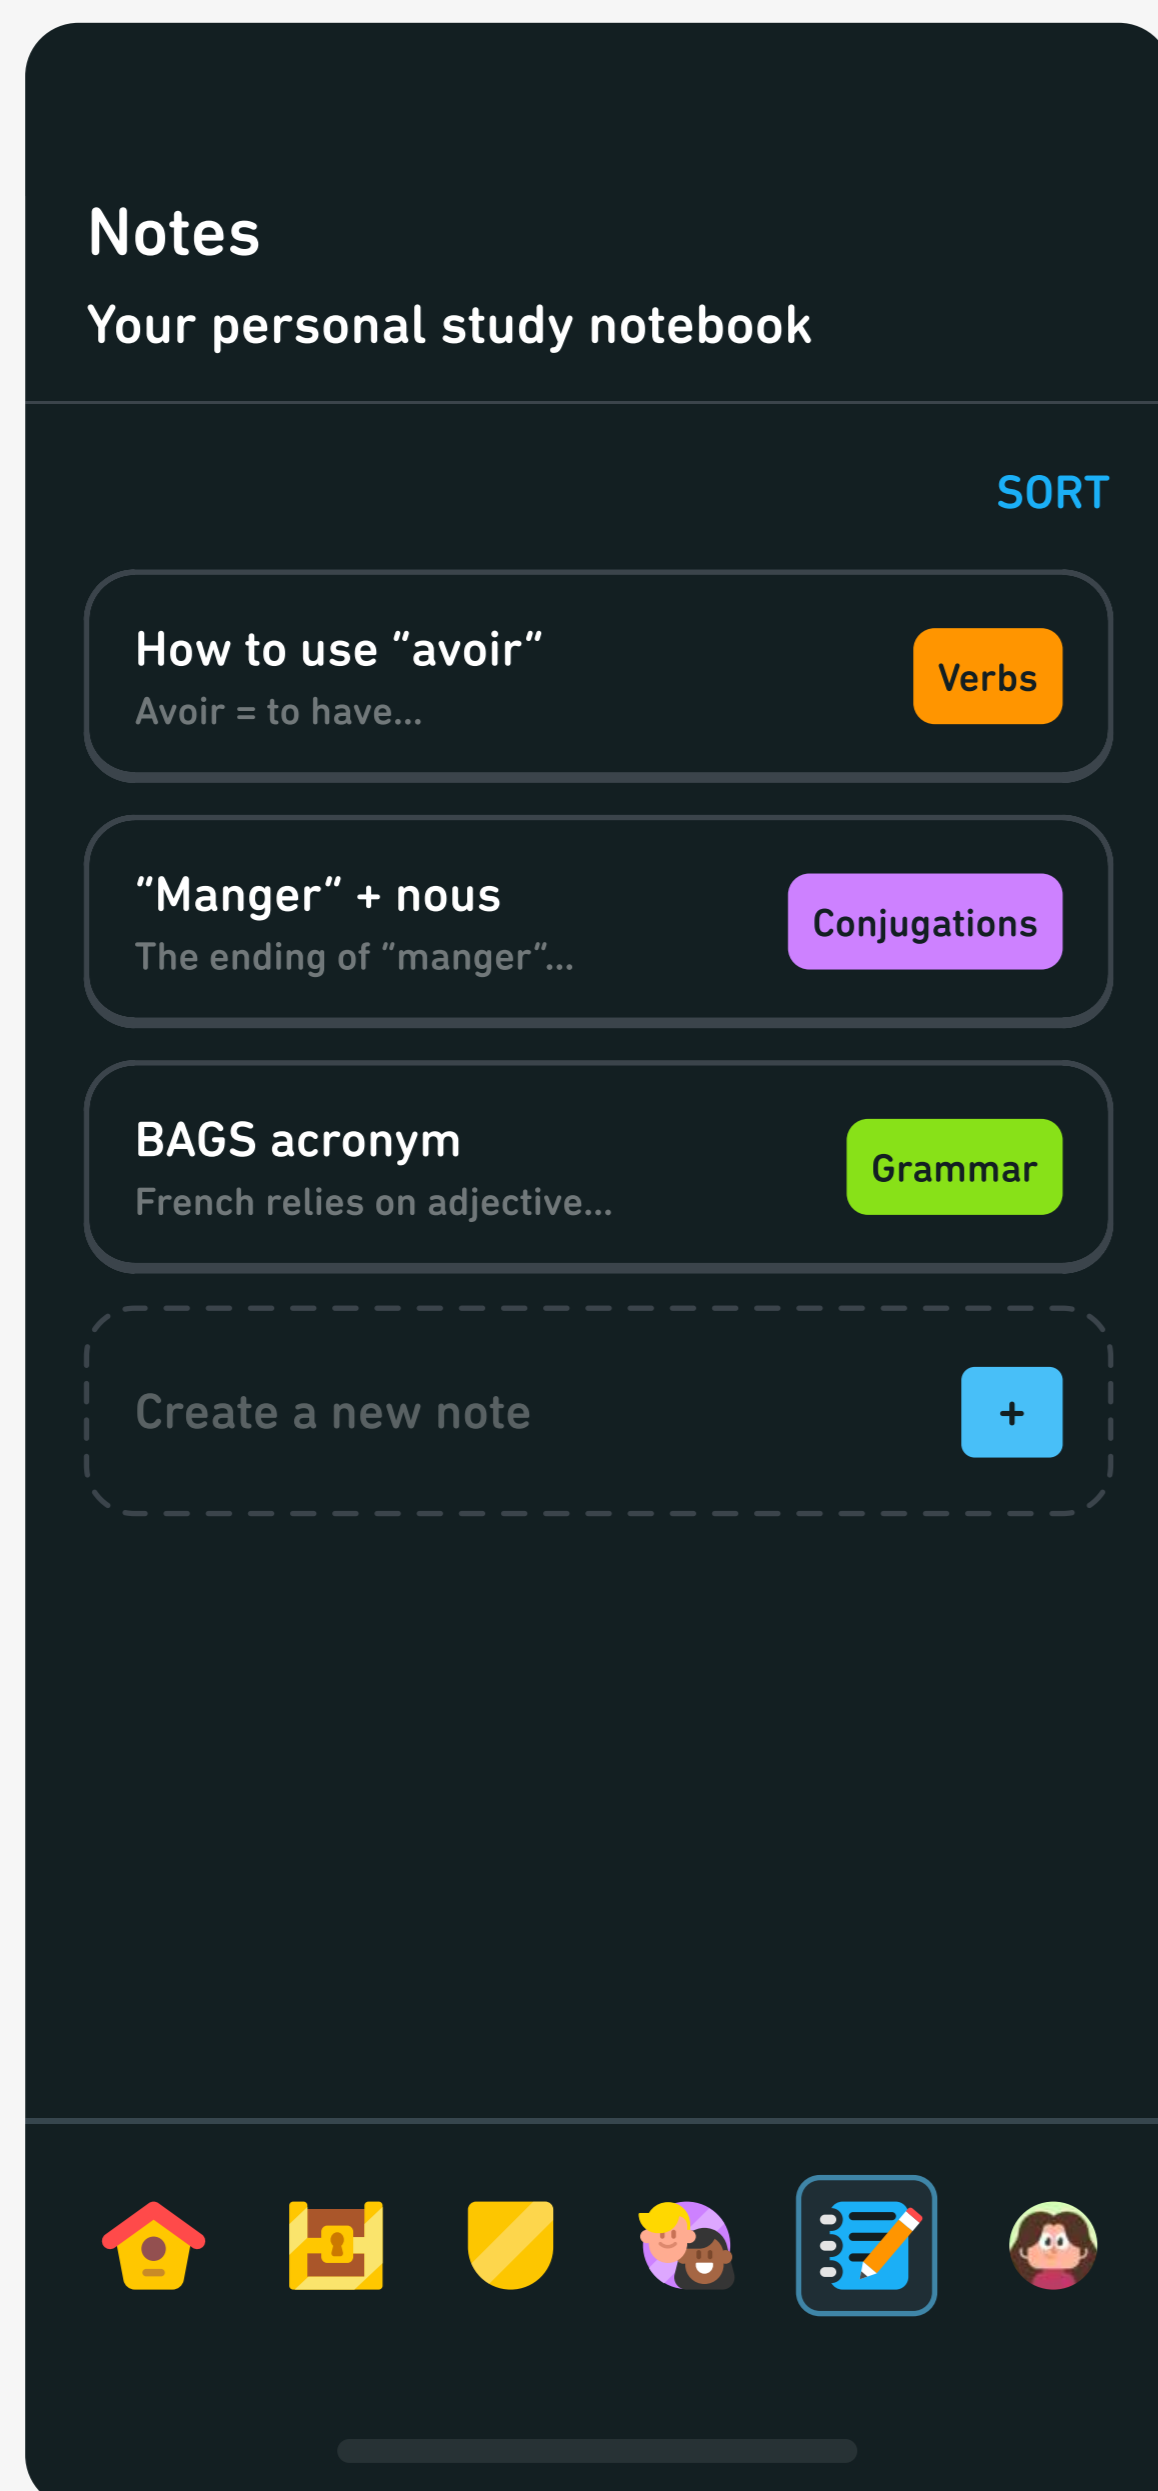 Notes
Your personal study notebook
SORT
How to use "avoir"
Avoir = to have...
Verbs
"Manger" + nous
The ending of "manger"...
Conjugations
BAGS acronym
French relies on adjective...
Grammar
Create a new note
+